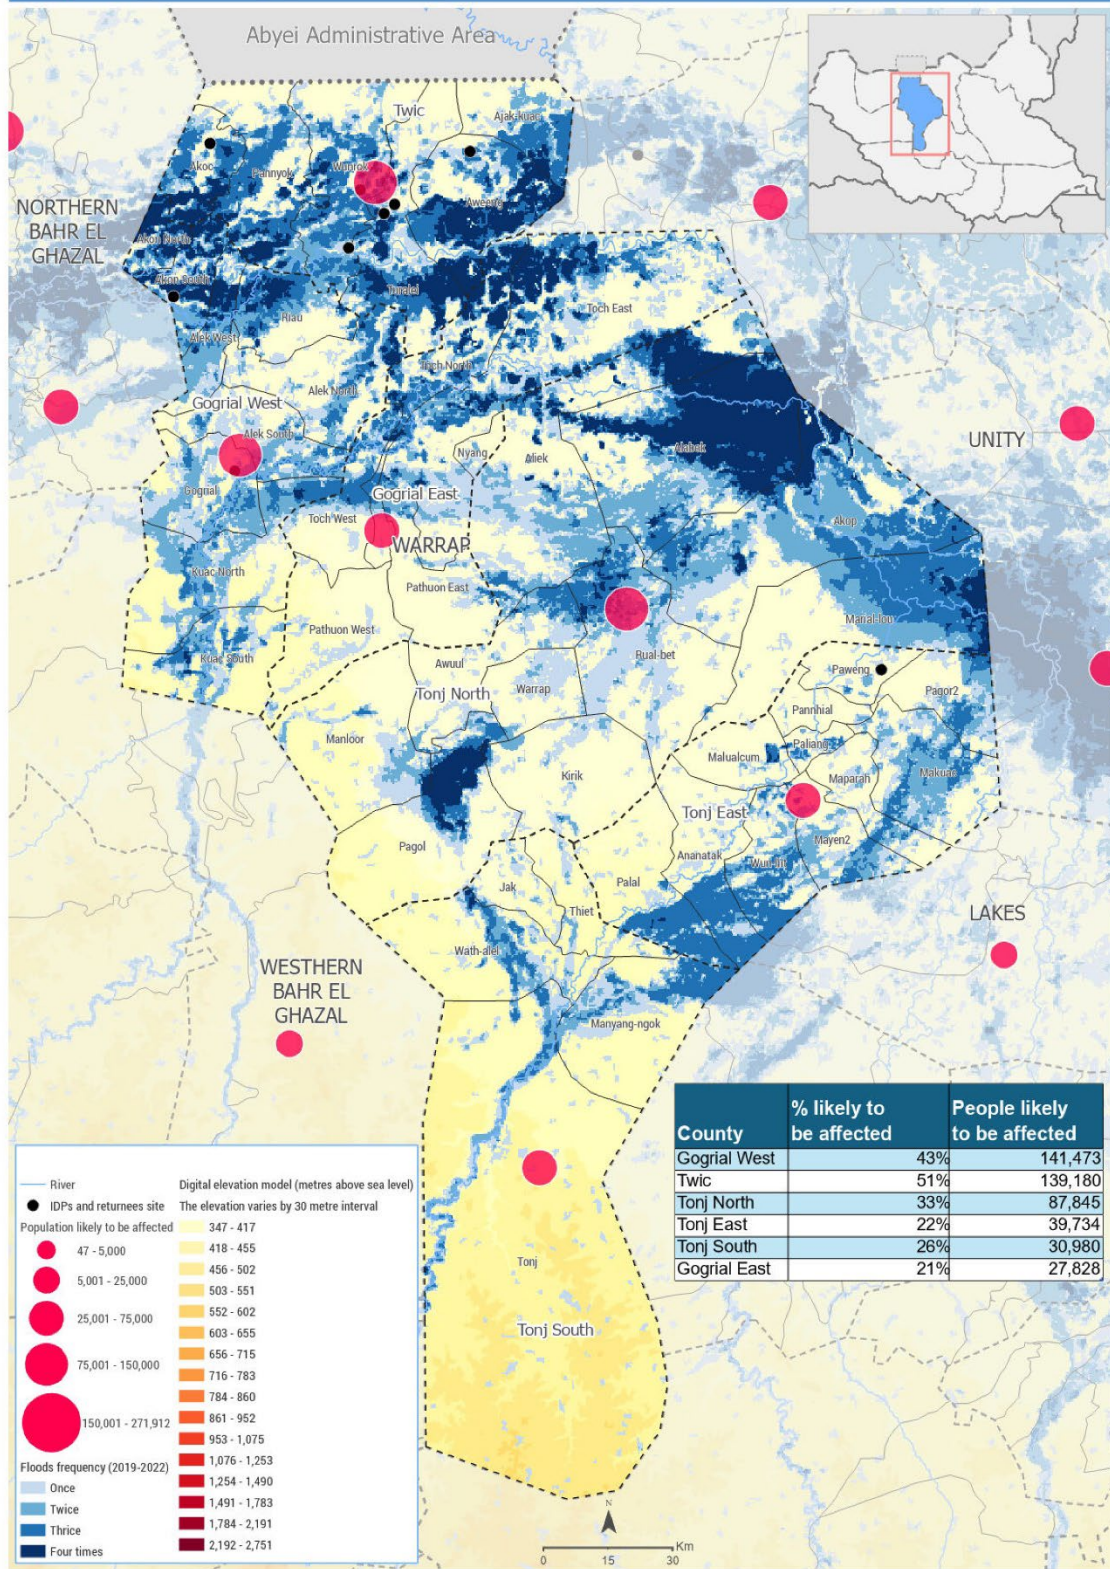 Abyei Administrative Area
Twic
Ajak-kuac
Akoc
Pannyok
Wunrok
Aweeng
NORTHERN
BAHR EL
GHAZAL
Akon North
Akon South
Turalei
Riau
Toch East
Alek West
Toch North
Alek North
Gogrial West
Alek South
UNITY
Nyang
Aliek
Alabek
Gogrial
Gogrial East
Toch West
Akop
WARRAP
Kuac North
Pathuon East
Marial-lou
Pathuon West
Kuac South
Awuul
Rual-bet
Paweng
Tonj North
Warrap
Pagor2
Pannhial
Manloor
Paliang
Malualcum
Kirik
Maparah
Makuac
Tonj East
Pagol
Mayen2
Ananatak
Wun-lit
Jak
Palal
Thiet
LAKES
Wath-alel
WESTHERN
BAHR EL
GHAZAL
Manyang-ngok
Tonj
Tonj South
County % likely to be affected People likely to be affected
Gogrial West 43% 141,473
Twic 51% 139,180
Tonj North 33% 87,845
Tonj East 22% 39,734
Tonj South 26% 30,980
Gogrial East 21% 27,828
River
IDPs and returnees site
Population likely to be affected
47 - 5,000
5,001 - 25,000
25,001 - 75,000
75,001 - 150,000
150,001 - 271,912
Floods frequency (2019-2022)
Once
Twice
Thrice
Four times
Digital elevation model (metres above sea level)
The elevation varies by 30 metre interval
347 - 417
418 - 455
456 - 502
503 - 551
552 - 602
603 - 655
656 - 715
716 - 783
784 - 860
861 - 952
953 - 1,075
1,076 - 1,253
1,254 - 1,490
1,491 - 1,783
1,784 - 2,191
2,192 - 2,751
N
Km
0 15 30